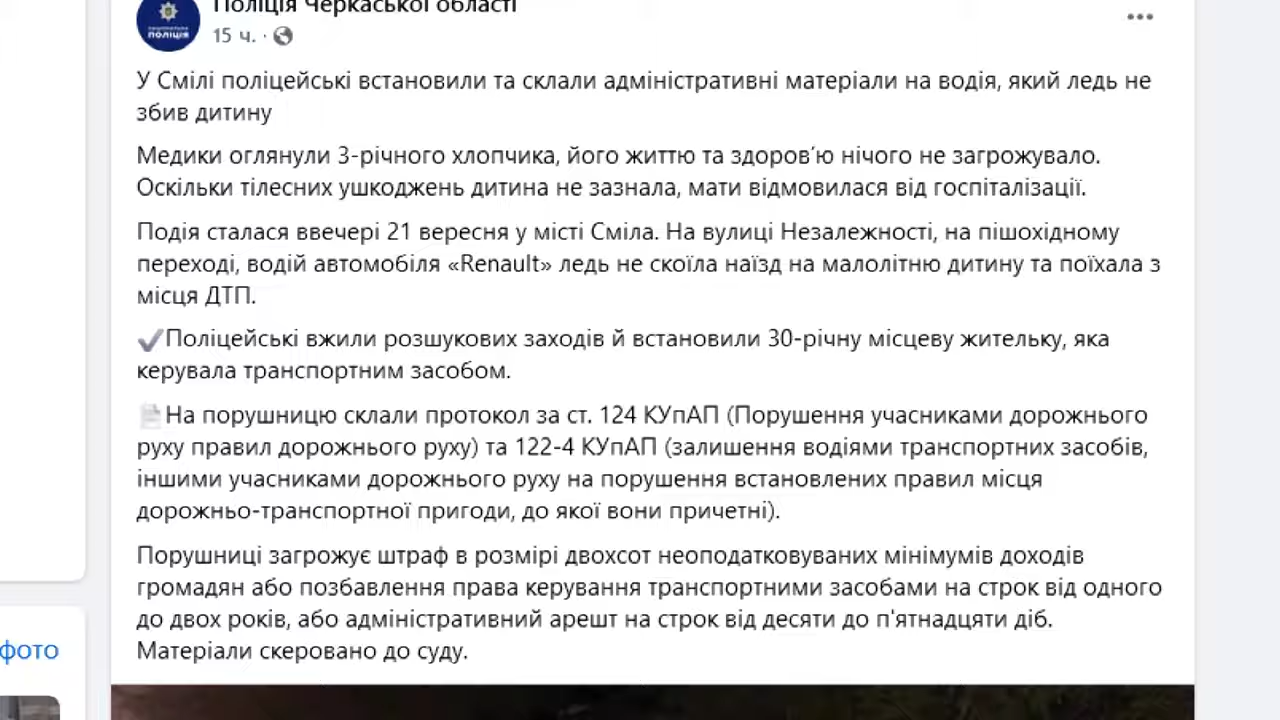 Поліція Черкаської області
ПОЛІЦІЯ
15 ч. ·
У Смілі поліцейські встановили та склали адміністративні матеріали на водія, який ледь не
збив дитину
Медики оглянули 3-річного хлопчика, його життю та здоров’ю нічого не загрожувало.
Оскільки тілесних ушкоджень дитина не зазнала, мати відмовилася від госпіталізації.
Подія сталася ввечері 21 вересня у місті Сміла. На вулиці Незалежності, на пішохідному
переході, водій автомобіля «Renault» ледь не скоїла наїзд на малолітню дитину та поїхала з
місця ДТП.
✔Поліцейські вжили розшукових заходів й встановили 30-річну місцеву жительку, яка
керувала транспортним засобом.
На порушницю склали протокол за ст. 124 КУпАП (Порушення учасниками дорожнього
руху правил дорожнього руху) та 122-4 КУпАП (залишення водіями транспортних засобів,
іншими учасниками дорожнього руху на порушення встановлених правил місця
дорожньо-транспортної пригоди, до якої вони причетні).
Порушниці загрожує штраф в розмірі двохсот неоподатковуваних мінімумів доходів
громадян або позбавлення права керування транспортними засобами на строк від одного
до двох років, або адміністративний арешт на строк від десяти до п'ятнадцяти діб.
Матеріали скеровано до суду.
фото